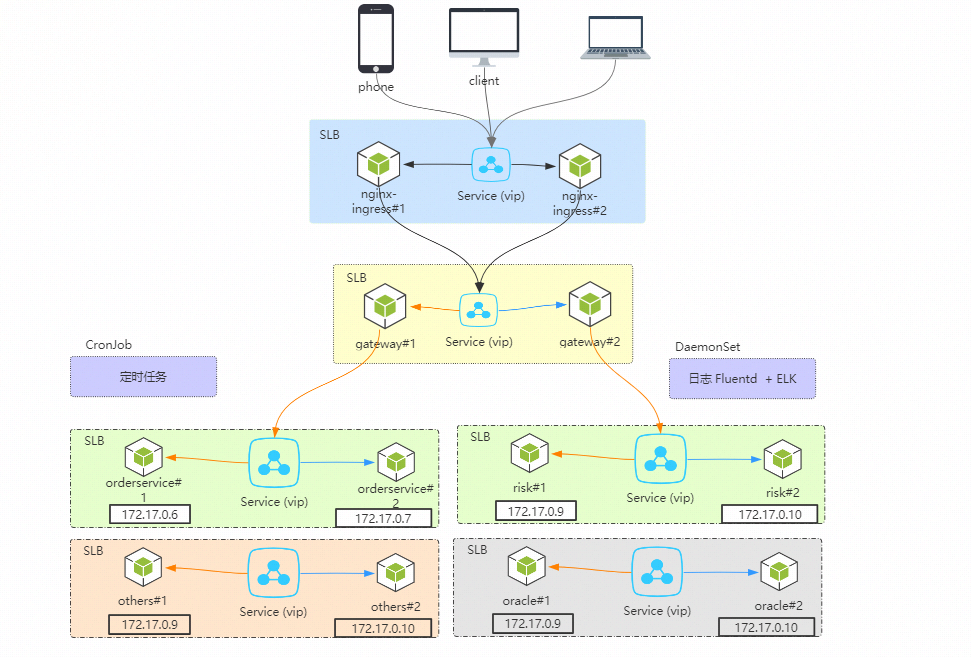 phone
client
SLB
nginx-
ingress#1
Service (vip)
nginx-
ingress#2
SLB
gateway#1
Service (vip)
gateway#2
CronJob
定时任务
DaemonSet
日志 Fluentd + ELK
SLB
orderservice#
1
172.17.0.6
Service (vip)
orderservice#
2
172.17.0.7
SLB
risk#1
172.17.0.9
Service (vip)
risk#2
172.17.0.10
SLB
others#1
172.17.0.9
Service (vip)
others#2
172.17.0.10
SLB
oracle#1
172.17.0.9
Service (vip)
oracle#2
172.17.0.10